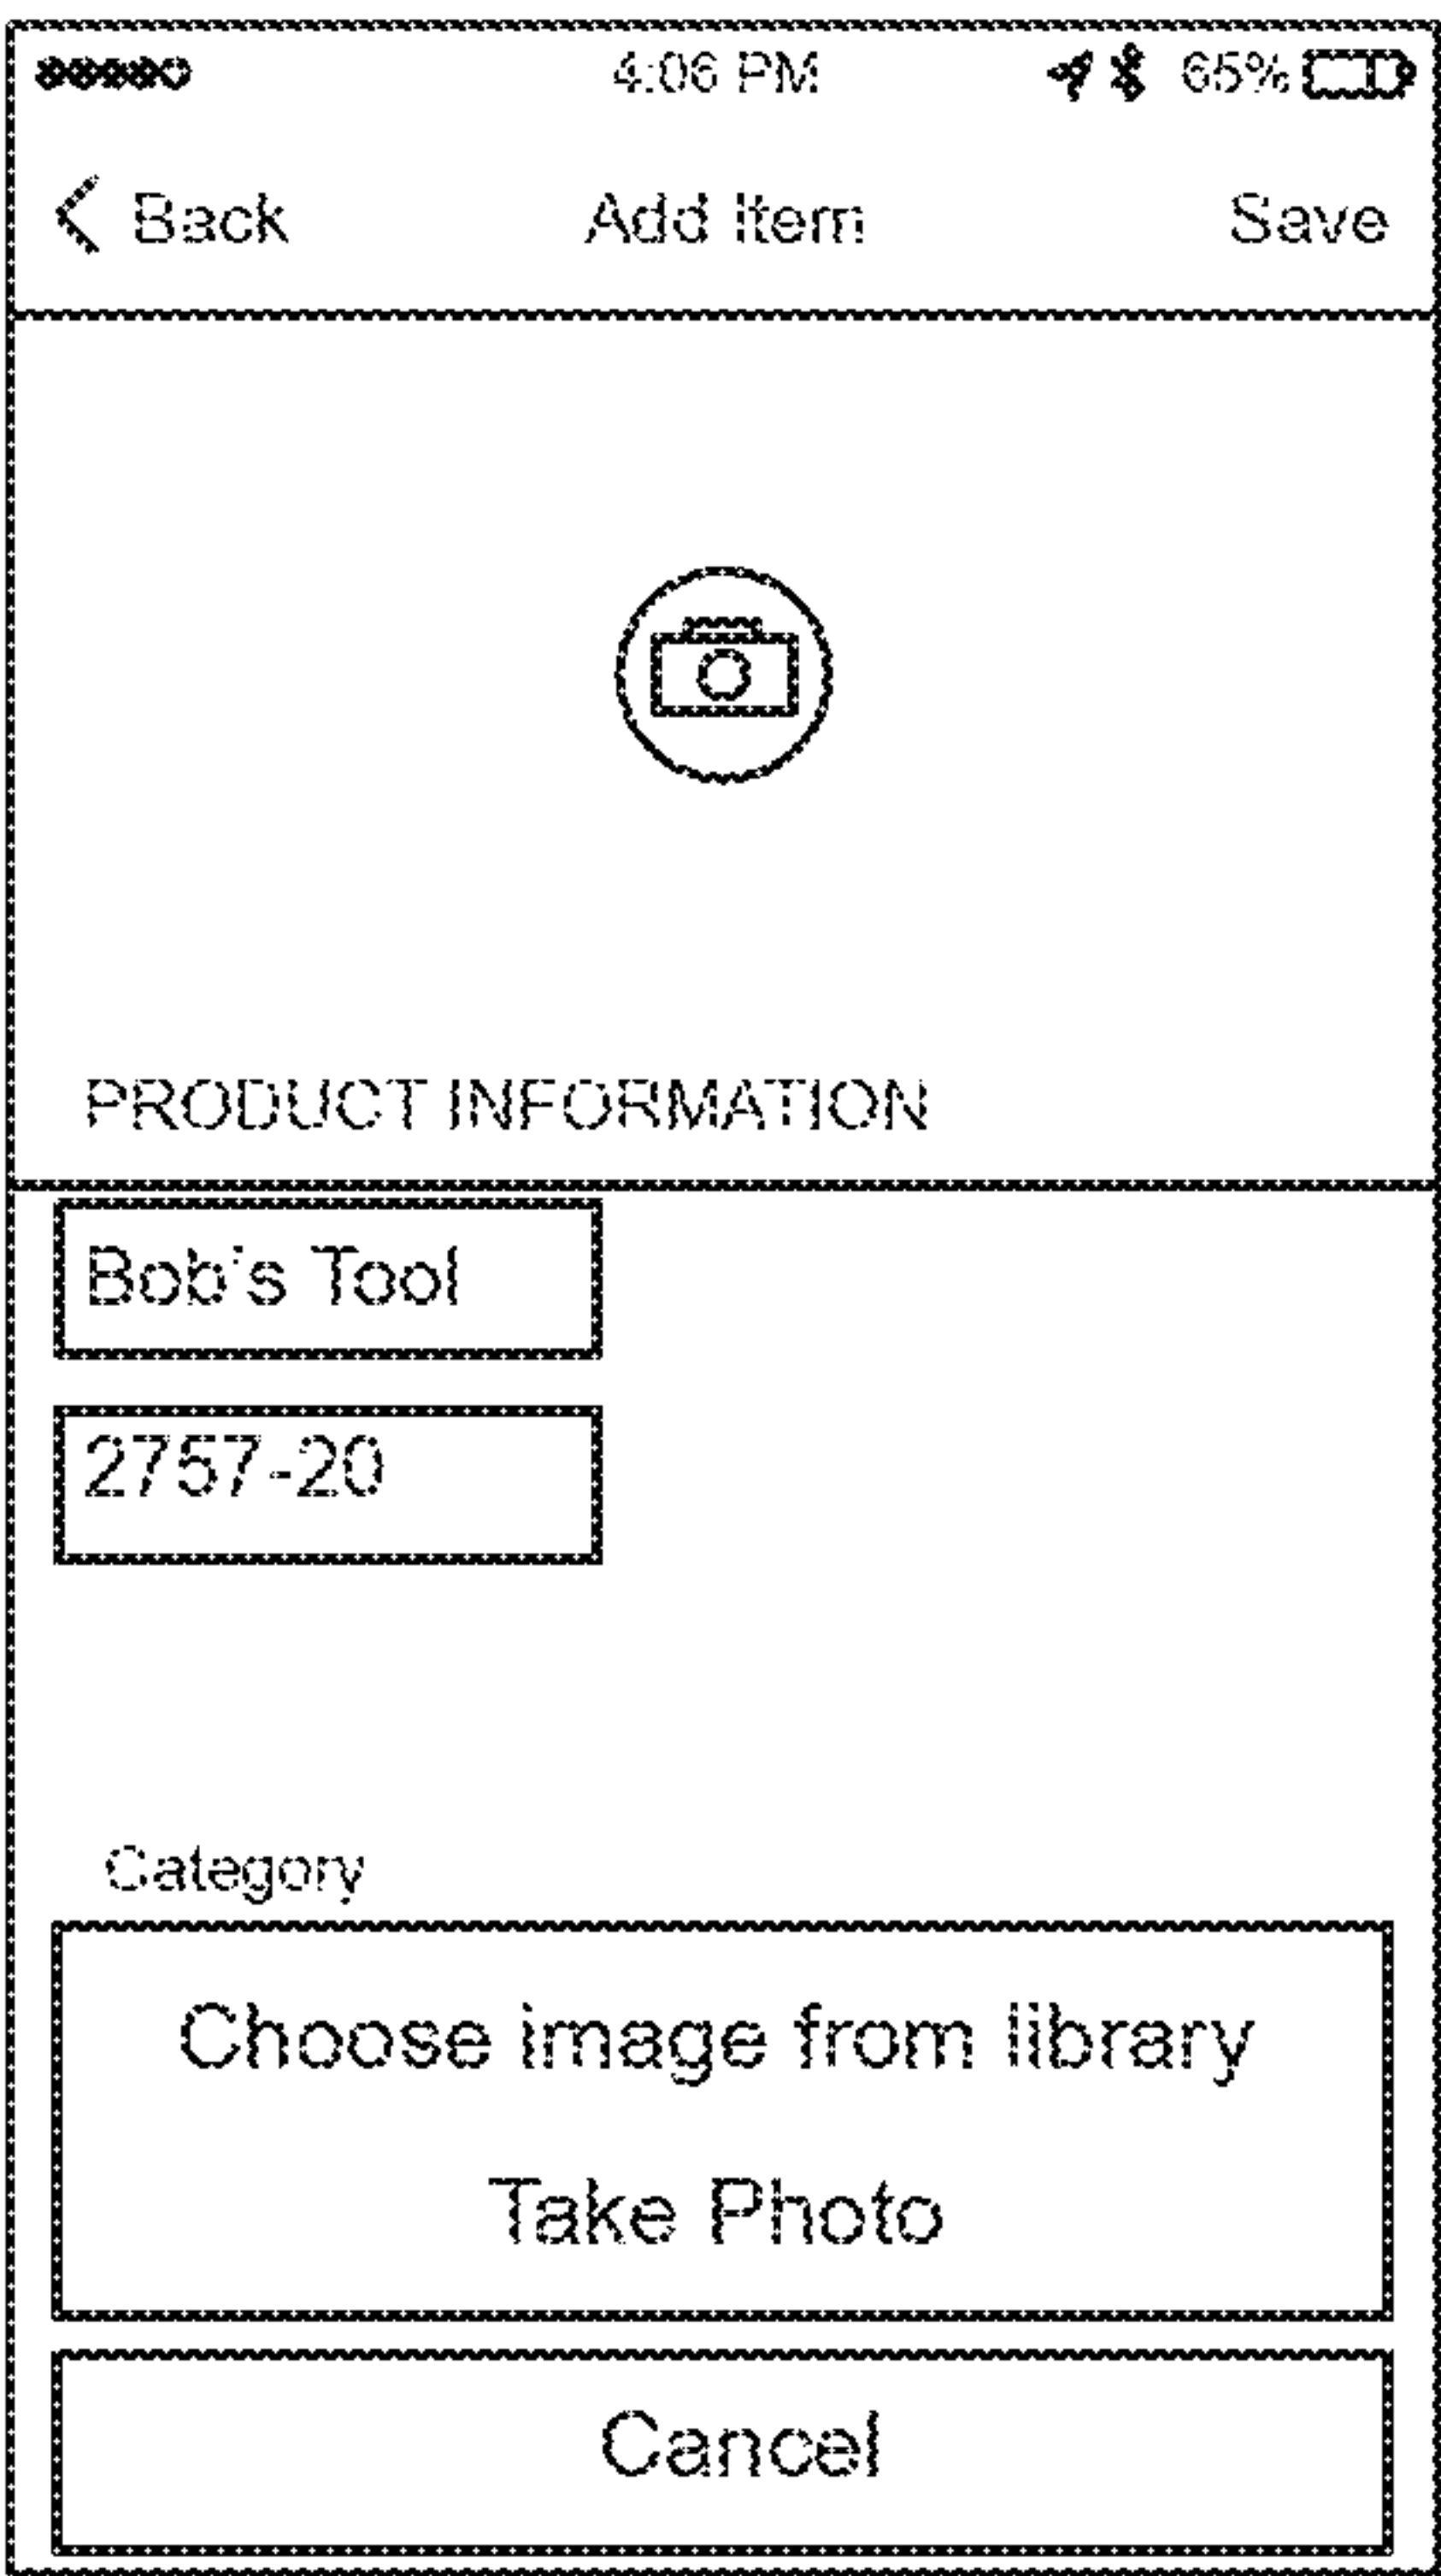 4:06 PM 65%
Back Add Item Save
PRODUCT INFORMATION
Bob's Tool
2757-20
Category
Choose image from library
Take Photo
Cancel